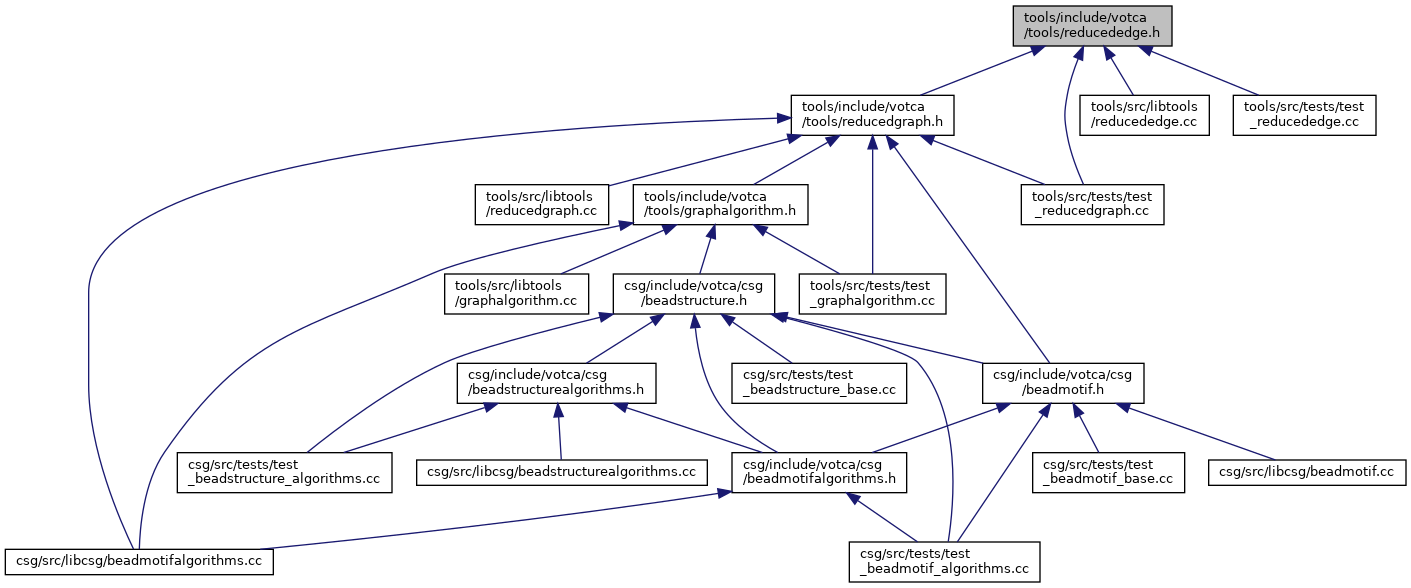 tools/include/votca
/tools/reducededge.h
tools/include/votca
/tools/reducedgraph.h
tools/src/libtools
/reducededge.cc
tools/src/tests/test
_reducededge.cc
tools/src/libtools
/reducedgraph.cc
tools/include/votca
/tools/graphalgorithm.h
tools/src/tests/test
_reducedgraph.cc
tools/src/libtools
/graphalgorithm.cc
csg/include/votca/csg
/beadstructure.h
tools/src/tests/test
_graphalgorithm.cc
csg/include/votca/csg
/beadstructurealgorithms.h
csg/src/tests/test
_beadstructure_base.cc
csg/include/votca/csg
/beadmotif.h
csg/src/tests/test
_beadstructure_algorithms.cc
csg/src/libcsg/beadstructurealgorithms.cc
csg/include/votca/csg
/beadmotifalgorithms.h
csg/src/tests/test
_beadmotif_base.cc
csg/src/libcsg/beadmotif.cc
csg/src/libcsg/beadmotifalgorithms.cc
csg/src/tests/test
_beadmotif_algorithms.cc